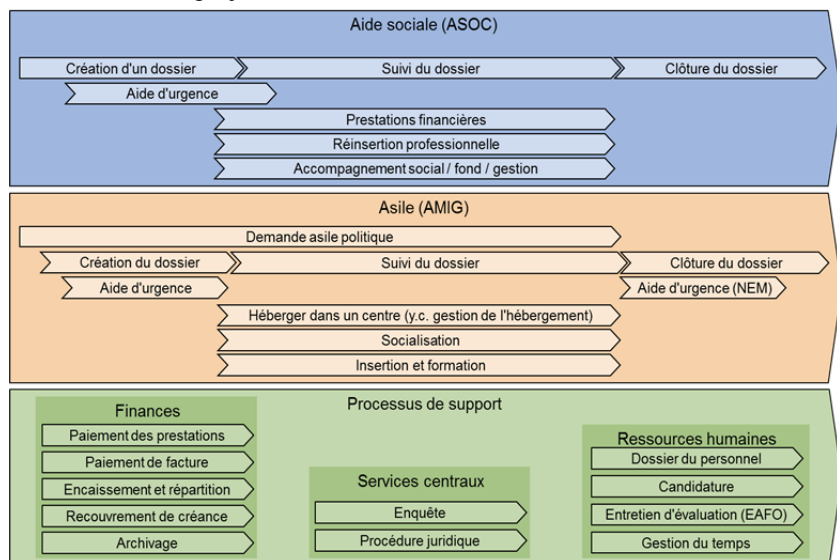 Aide sociale (ASOC)
Création d'un dossier
Suivi du dossier
Clôture du dossier
Aide d'urgence
Prestations financières
Réinsertion professionnelle
Accompagnement social / fond / gestion
Asile (AMIG)
Demande asile politique
Création du dossier
Suivi du dossier
Clôture du dossier
Aide d'urgence
Aide d'urgence (NEM)
Héberger dans un centre (y.c. gestion de l'hébergement)
Socialisation
Insertion et formation
Processus de support
Finances
Paiement des prestations
Paiement de facture
Encaissement et répartition
Recouvrement de créance
Archivage
Services centraux
Enquête
Procédure juridique
Ressources humaines
Dossier du personnel
Candidature
Entretien d'évaluation (EAFO)
Gestion du temps